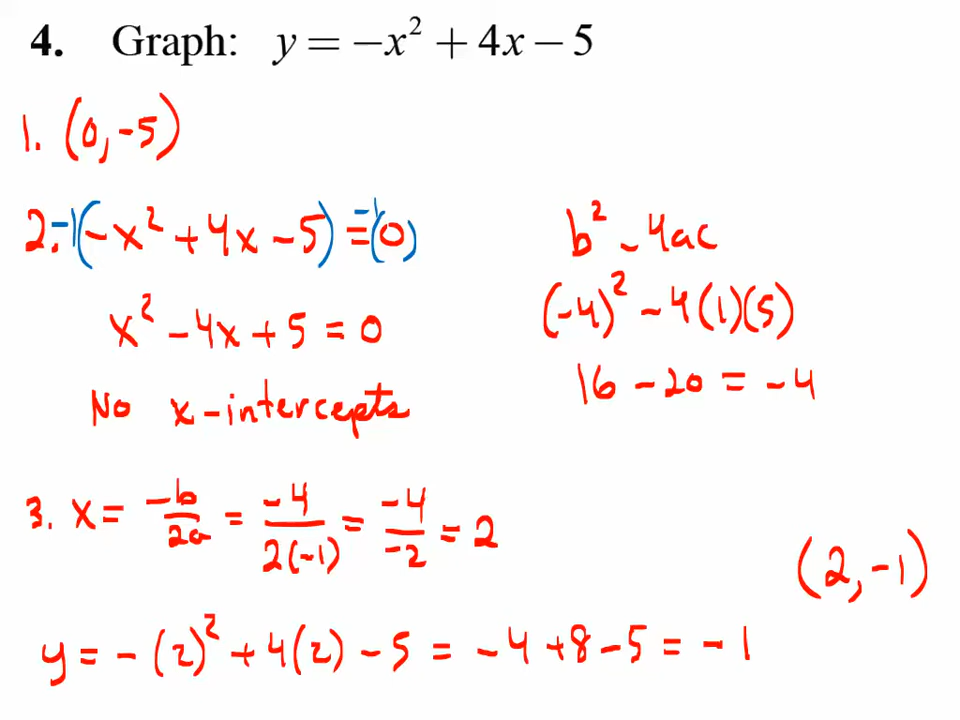 4. Graph: y = −x² + 4x − 5
1. (0, -5)
2. -1(-x² + 4x - 5) = -1(0)
x² - 4x + 5 = 0
No x-intercepts
b² - 4ac
(-4)² - 4(1)(5)
16 - 20 = -4
3. x = -b/2a = -4/2(-1) = -4/-2 = 2
(2, -1)
y = -(2)² + 4(2) - 5 = -4 + 8 - 5 = -1